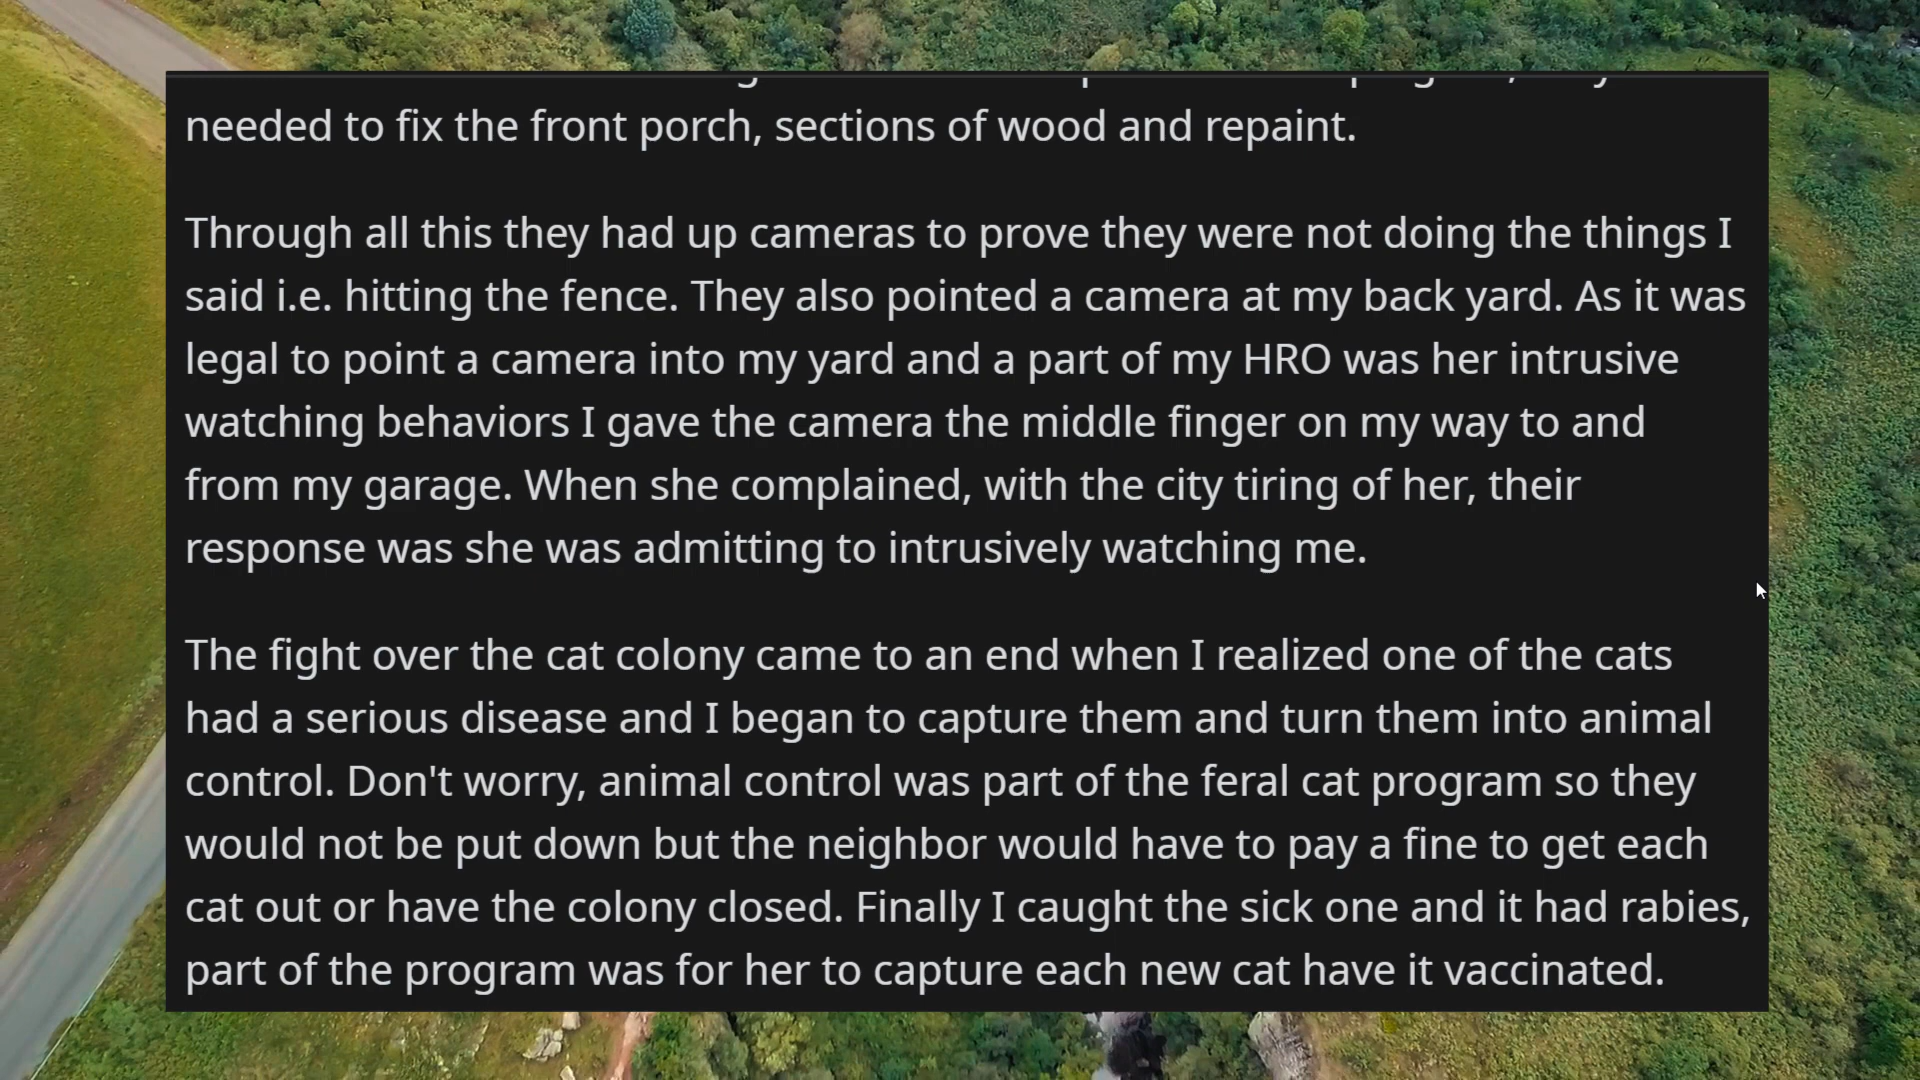 needed to fix the front porch, sections of wood and repaint.
Through all this they had up cameras to prove they were not doing the things I
said i.e. hitting the fence. They also pointed a camera at my back yard. As it was
legal to point a camera into my yard and a part of my HRO was her intrusive
watching behaviors I gave the camera the middle finger on my way to and
from my garage. When she complained, with the city tiring of her, their
response was she was admitting to intrusively watching me.
The fight over the cat colony came to an end when I realized one of the cats
had a serious disease and I began to capture them and turn them into animal
control. Don't worry, animal control was part of the feral cat program so they
would not be put down but the neighbor would have to pay a fine to get each
cat out or have the colony closed. Finally I caught the sick one and it had rabies,
part of the program was for her to capture each new cat have it vaccinated.